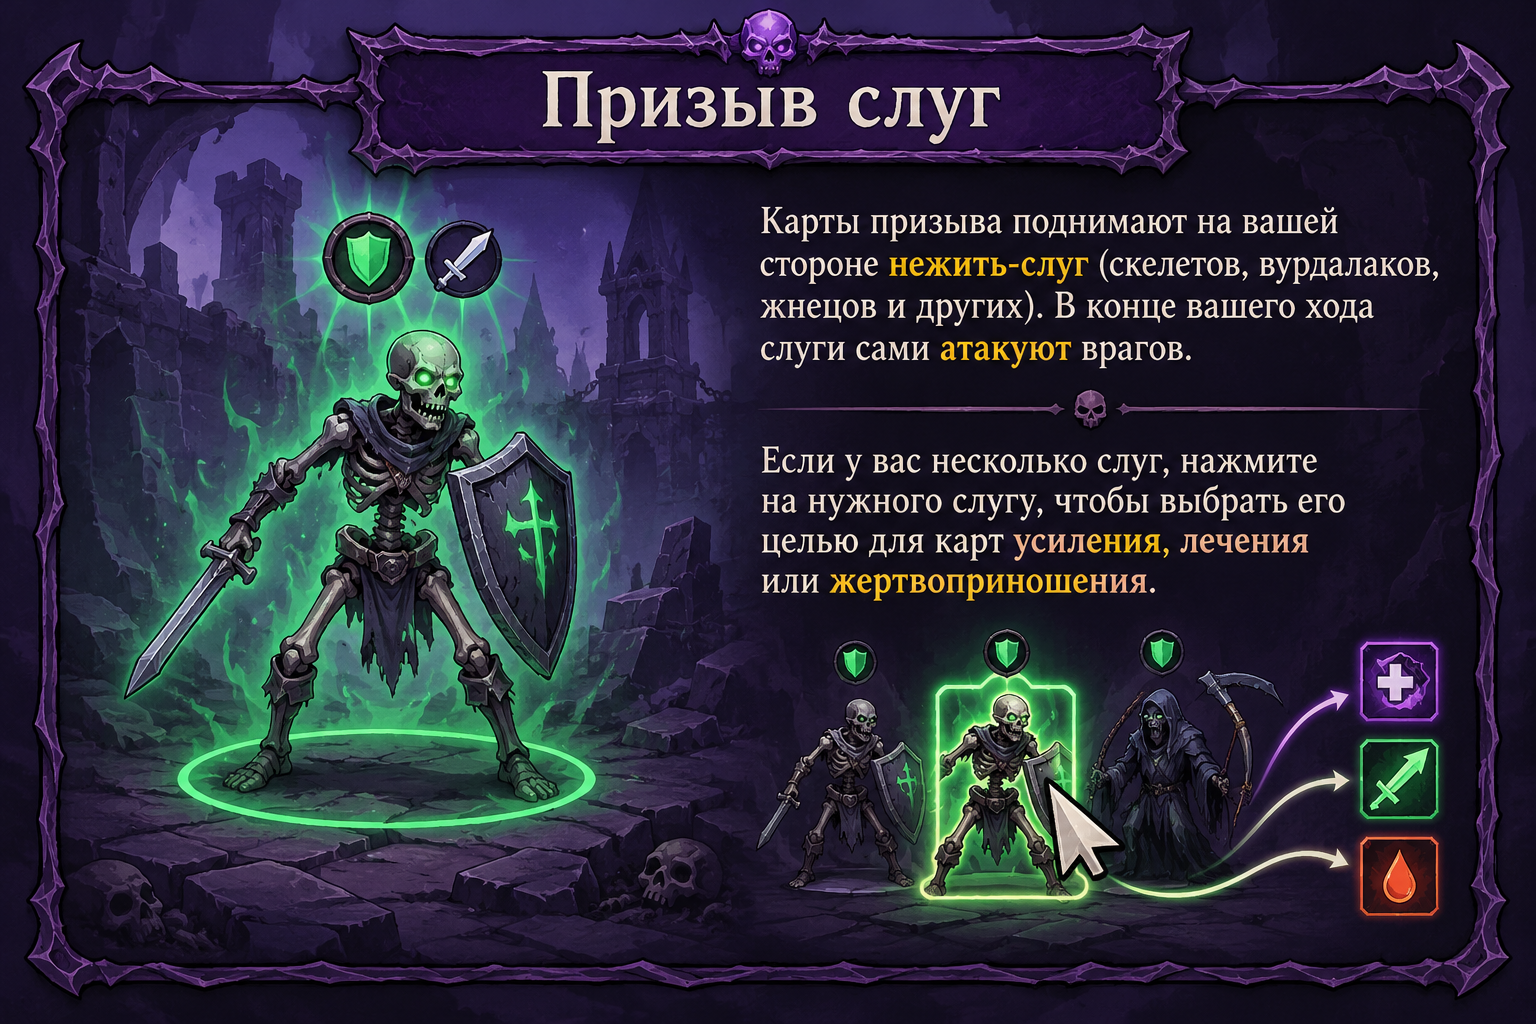 Призыв слуг
Карты призыва поднимают на вашей
стороне нежить-слуг (скелетов, вурдалаков,
жнецов и других). В конце вашего хода
слуги сами атакуют врагов.
Если у вас несколько слуг, нажмите
на нужного слугу, чтобы выбрать его
целью для карт усиления, лечения
или жертвоприношения.